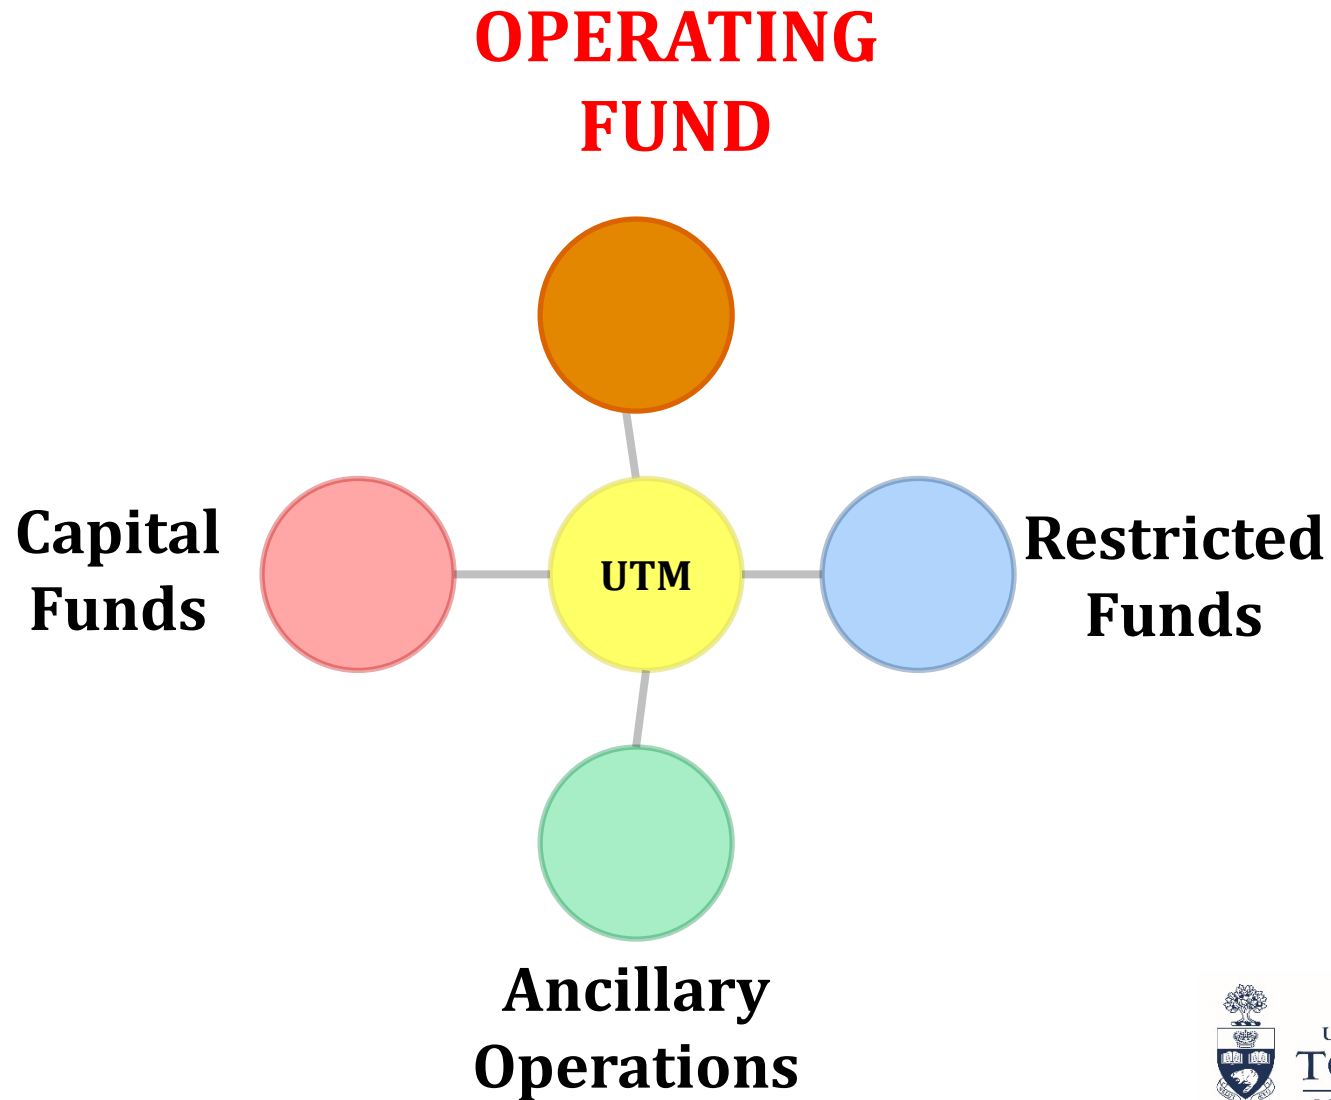 OPERATING
FUND
Capital
Funds
UTM
Restricted
Funds
Ancillary
Operations